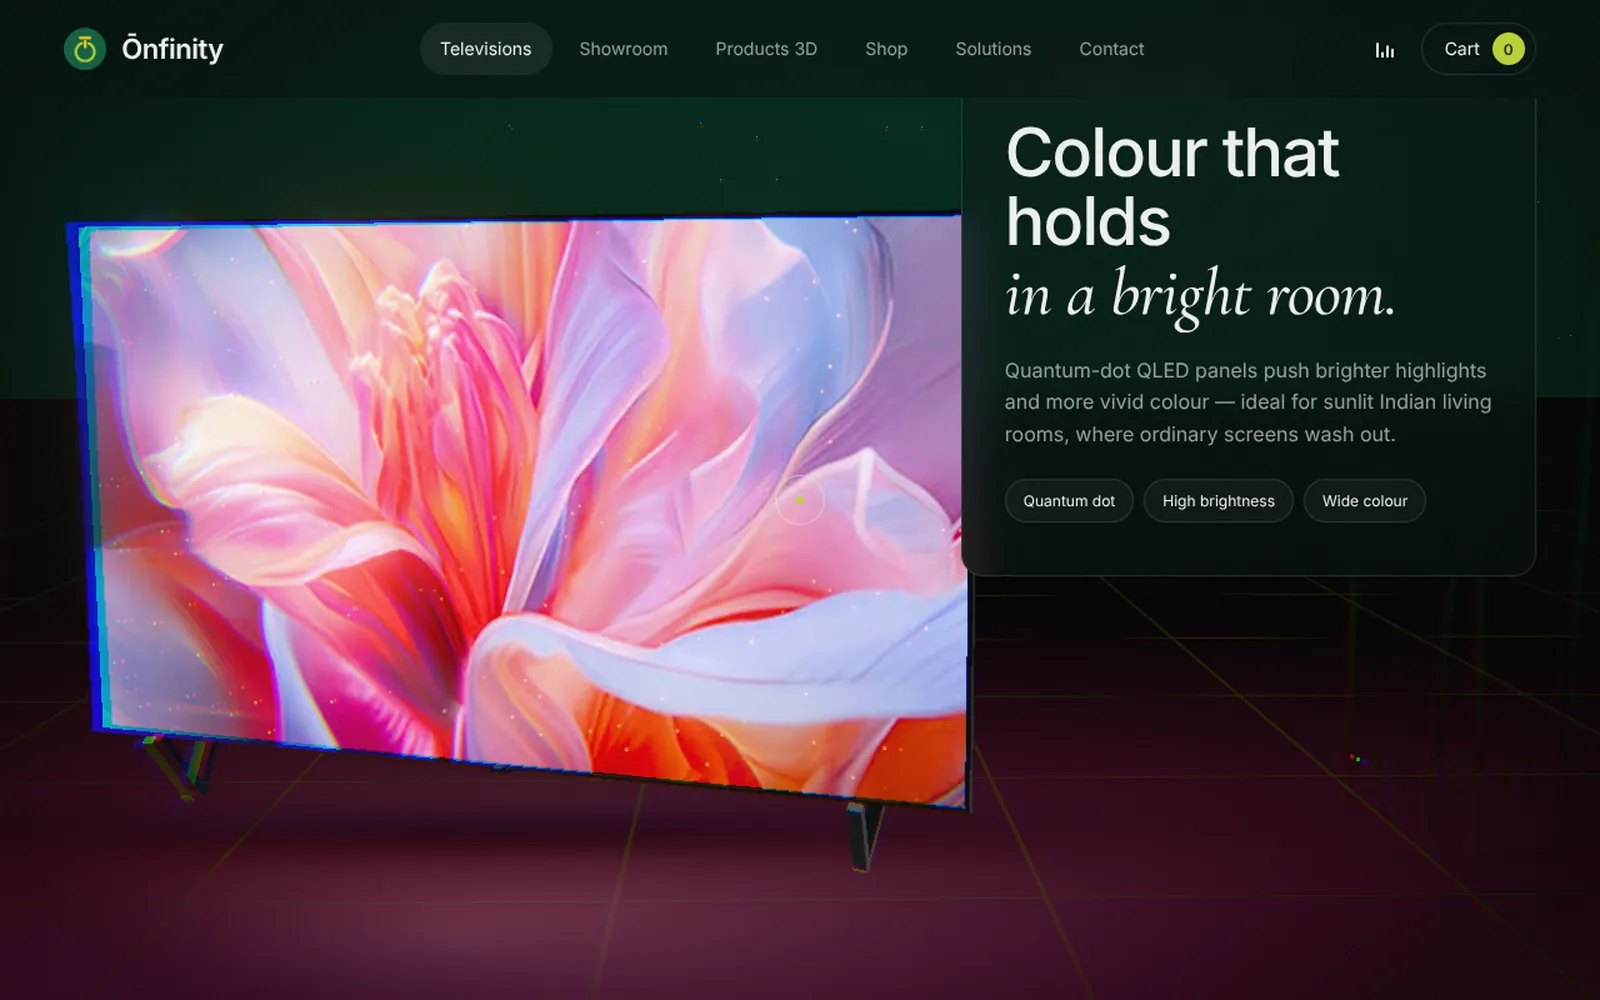 Ōnfinity
Televisions
Showroom
Products 3D
Shop
Solutions
Contact
Cart
0
Colour that
holds
in a bright room.
Quantum-dot QLED panels push brighter highlights
and more vivid colour — ideal for sunlit Indian living
rooms, where ordinary screens wash out.
Quantum dot
High brightness
Wide colour